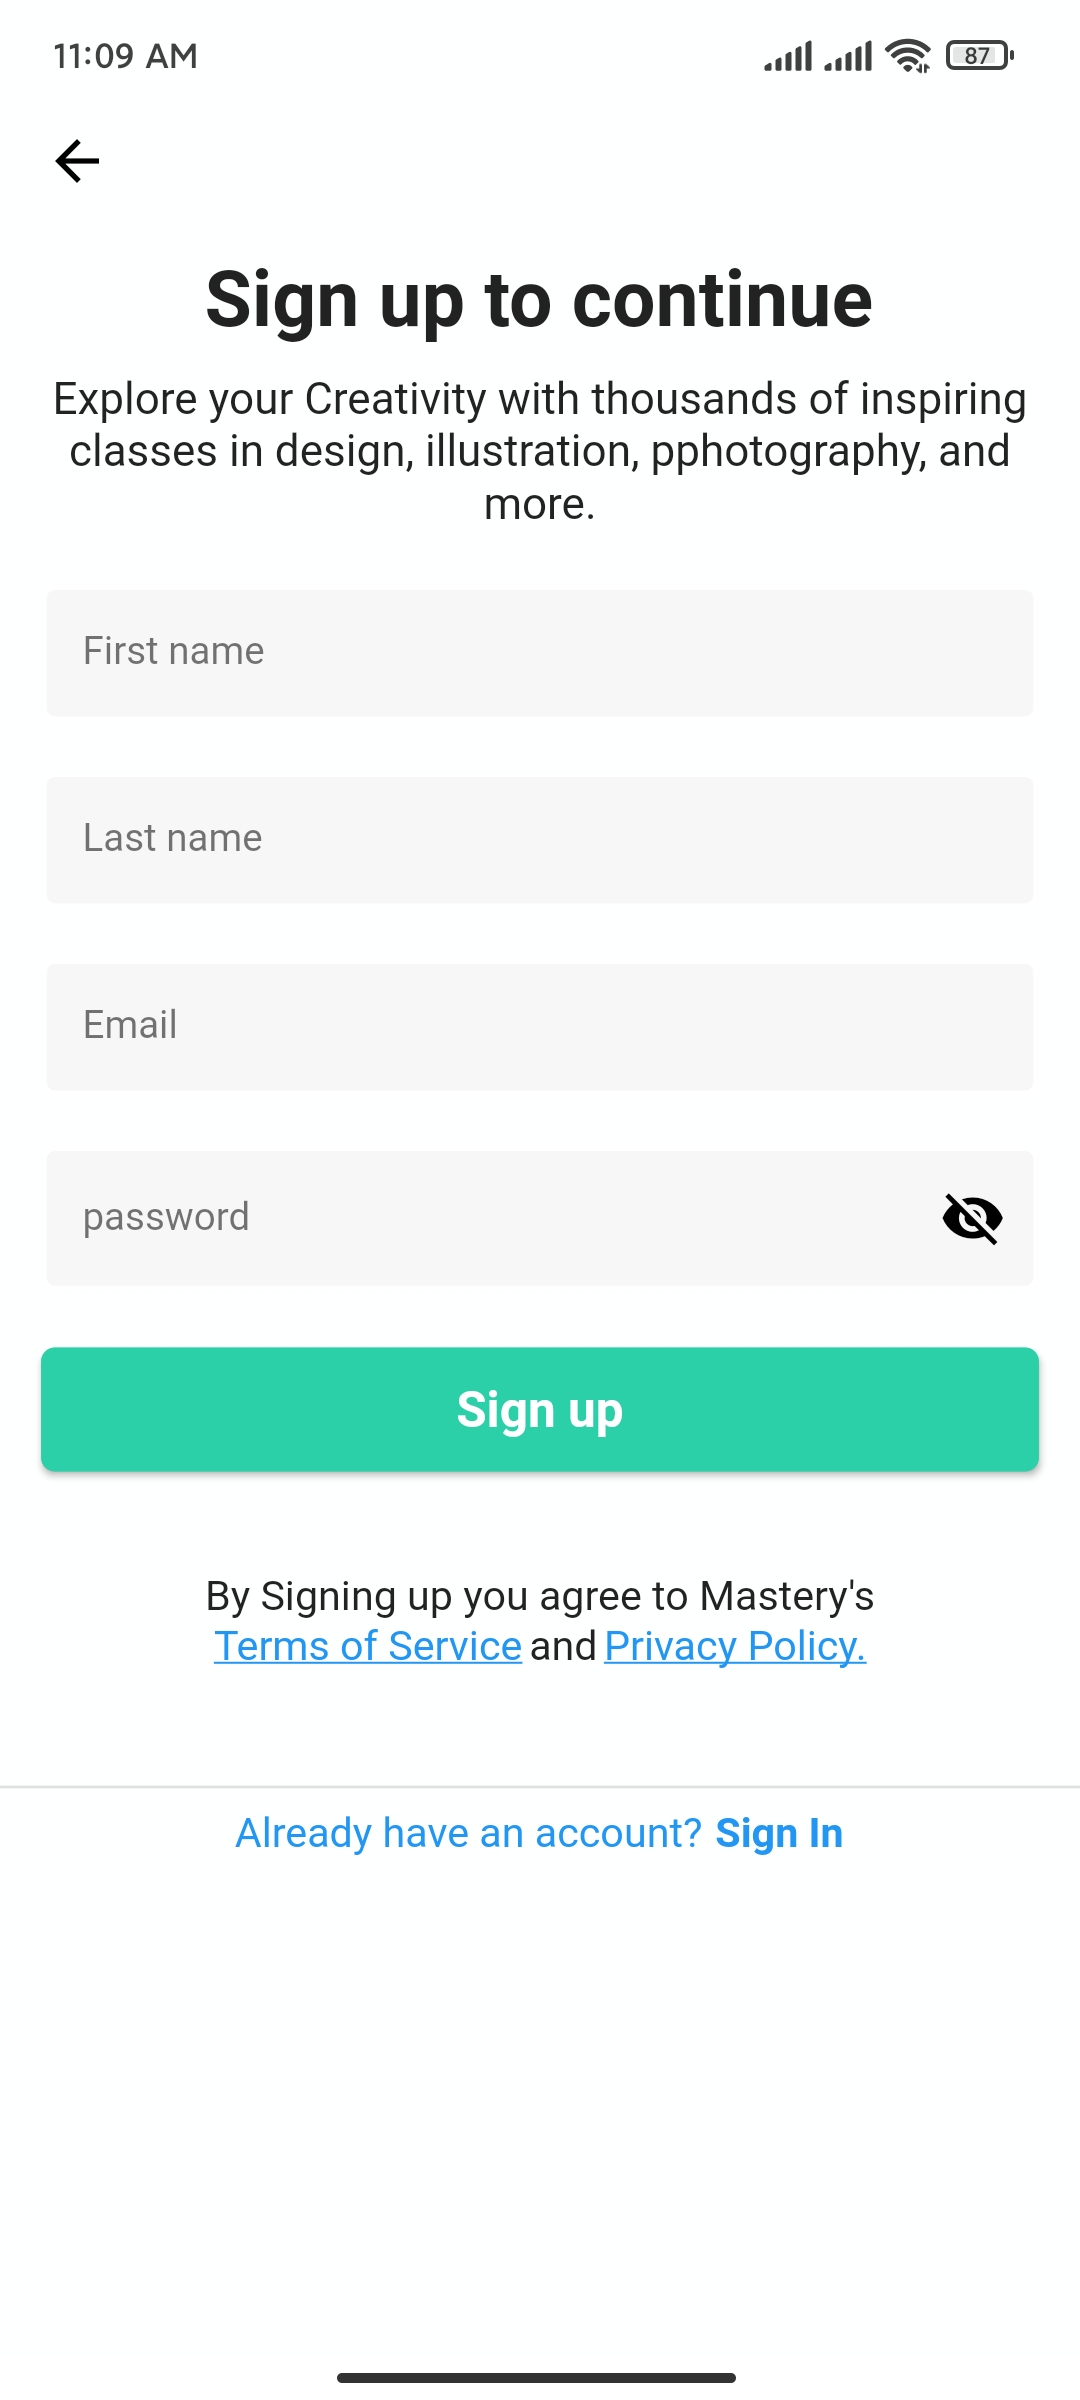 11:09 AM 87
Sign up to continue
Explore your Creativity with thousands of inspiring
classes in design, illustration, pphotography, and
more.
First name
Last name
Email
password
Sign up
By Signing up you agree to Mastery's
Terms of Service and Privacy Policy.
Already have an account? Sign In